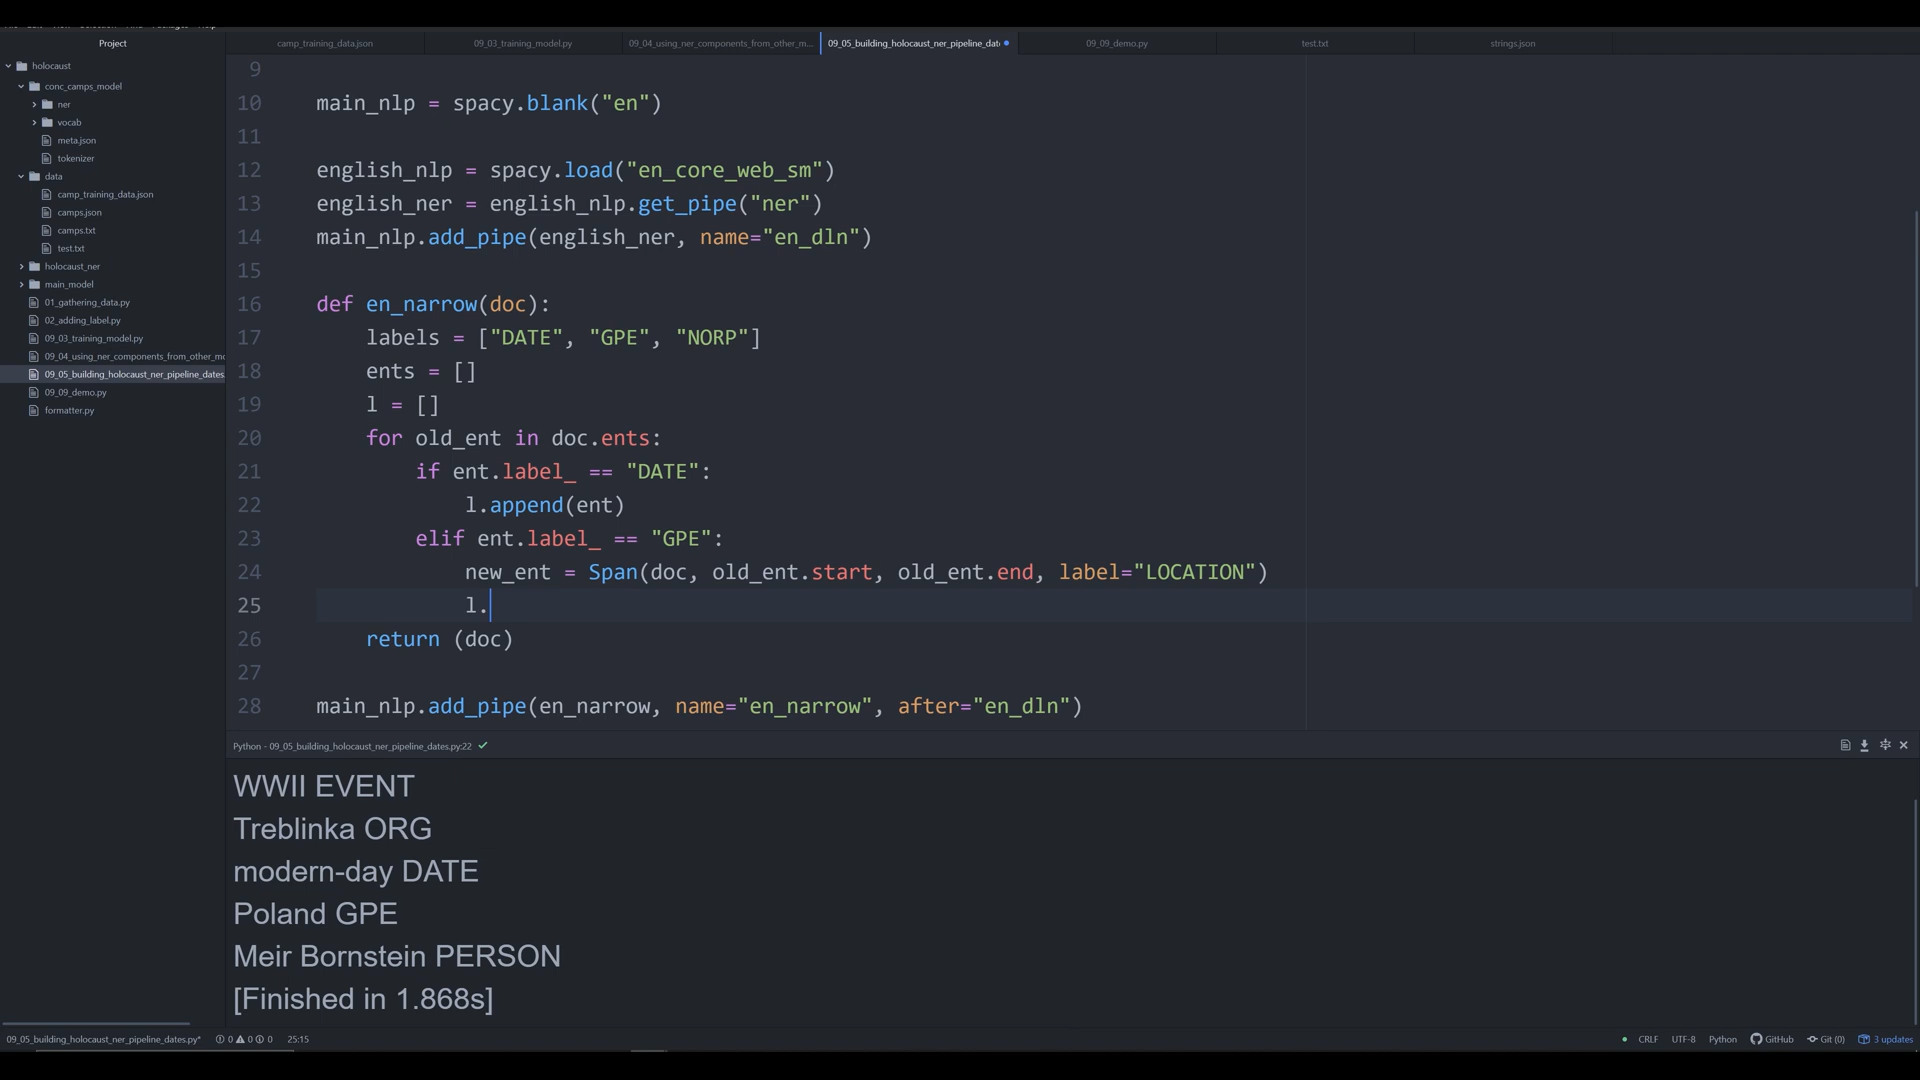 Project
camp_training_data.json
09_03_training_model.py
09_04_using_ner_components_from_other_m...
09_05_building_holocaust_ner_pipeline_dat
09_09_demo.py
test.txt
strings.json
holocaust
conc_camps_model
ner
vocab
meta.json
tokenizer
data
camp_training_data.json
camps.json
camps.txt
test.txt
holocaust_ner
main_model
01_gathering_data.py
02_adding_label.py
09_03_training_model.py
09_04_using_ner_components_from_other_mo
09_05_building_holocaust_ner_pipeline_dates.
09_09_demo.py
formatter.py
9
10 main_nlp = spacy.blank("en")
11
12 english_nlp = spacy.load("en_core_web_sm")
13 english_ner = english_nlp.get_pipe("ner")
14 main_nlp.add_pipe(english_ner, name="en_dln")
15
16 def en_narrow(doc):
17 labels = ["DATE", "GPE", "NORP"]
18 ents = []
19 l = []
20 for old_ent in doc.ents:
21 if ent.label_ == "DATE":
22 l.append(ent)
23 elif ent.label_ == "GPE":
24 new_ent = Span(doc, old_ent.start, old_ent.end, label="LOCATION")
25 l.
26 return (doc)
27
28 main_nlp.add_pipe(en_narrow, name="en_narrow", after="en_dln")
Python - 09_05_building_holocaust_ner_pipeline_dates.py:22
WWII EVENT
Treblinka ORG
modern-day DATE
Poland GPE
Meir Bornstein PERSON
[Finished in 1.868s]
09_05_building_holocaust_ner_pipeline_dates.py* 0 0 0 25:15 CRLF UTF-8 Python GitHub Git (0) 3 updates